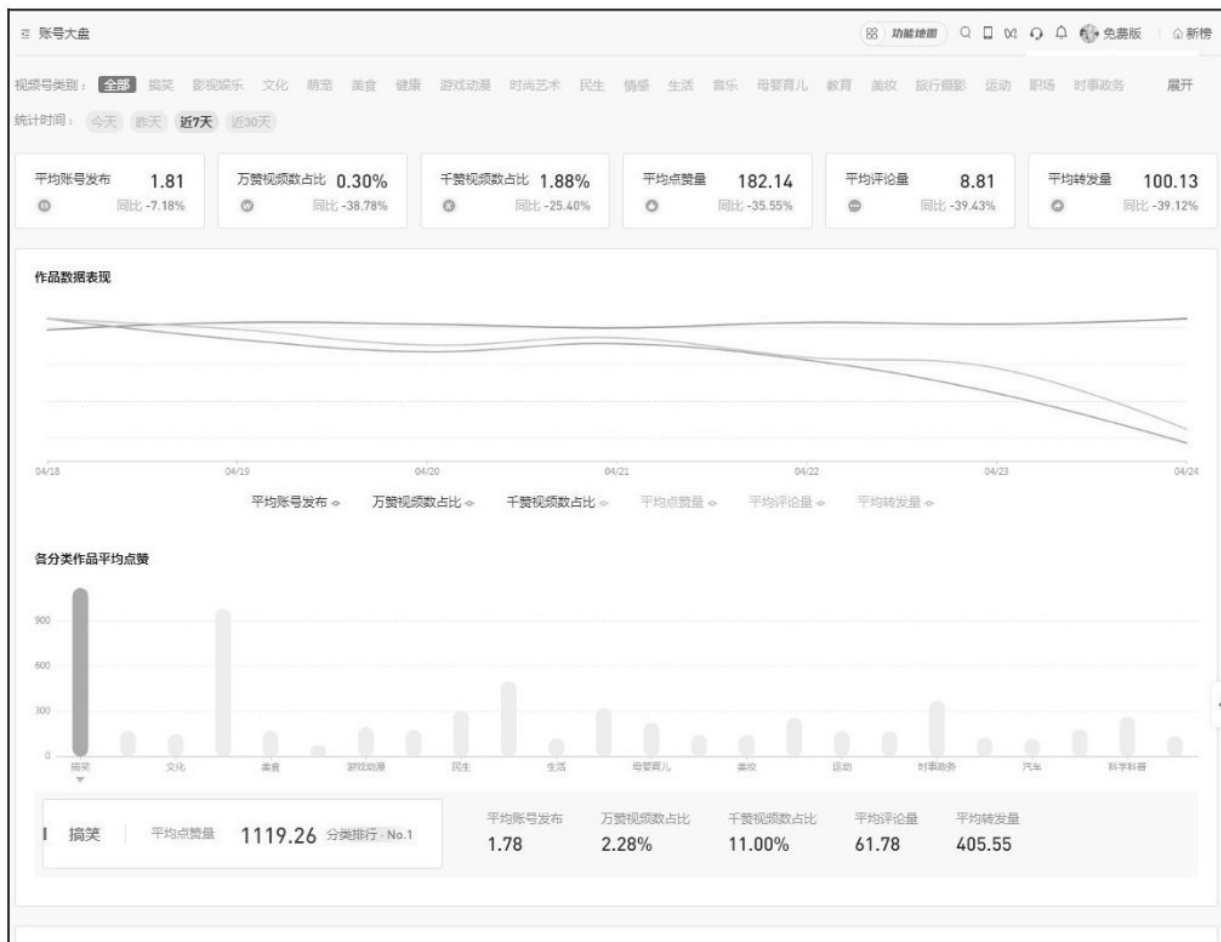 账号大盘 功能地图 免费版 新榜
视频号类别： 全部 搞笑 影视娱乐 文化 萌宠 美食 健康 游戏动漫 时尚艺术 民生 情感 生活 音乐 母婴育儿 教育 美妆 旅行摄影 运动 职场 时事政务 展开
统计时间： 今天 昨天 近7天 近30天
平均账号发布 1.81 万赞视频数占比 0.30% 千赞视频数占比 1.88% 平均点赞量 182.14 平均评论量 8.81 平均转发量 100.13
同比 -7.18% 同比 -38.78% 同比 -25.40% 同比 -35.55% 同比 -39.43% 同比 -39.12%
作品数据表现
04/18 04/19 04/20 04/21 04/22 04/23 04/24
平均账号发布 万赞视频数占比 千赞视频数占比 平均点赞量 平均评论量 平均转发量
各分类作品平均点赞
900
600
300
0
搞笑 文化 美食 游戏动漫 民生 生活 母婴育儿 美妆 运动 时事政务 汽车 科学科普
平均账号发布 万赞视频数占比 千赞视频数占比 平均评论量 平均转发量
搞笑 平均点赞量 1119.26 分类排行 · No.1
1.78 2.28% 11.00% 61.78 405.55